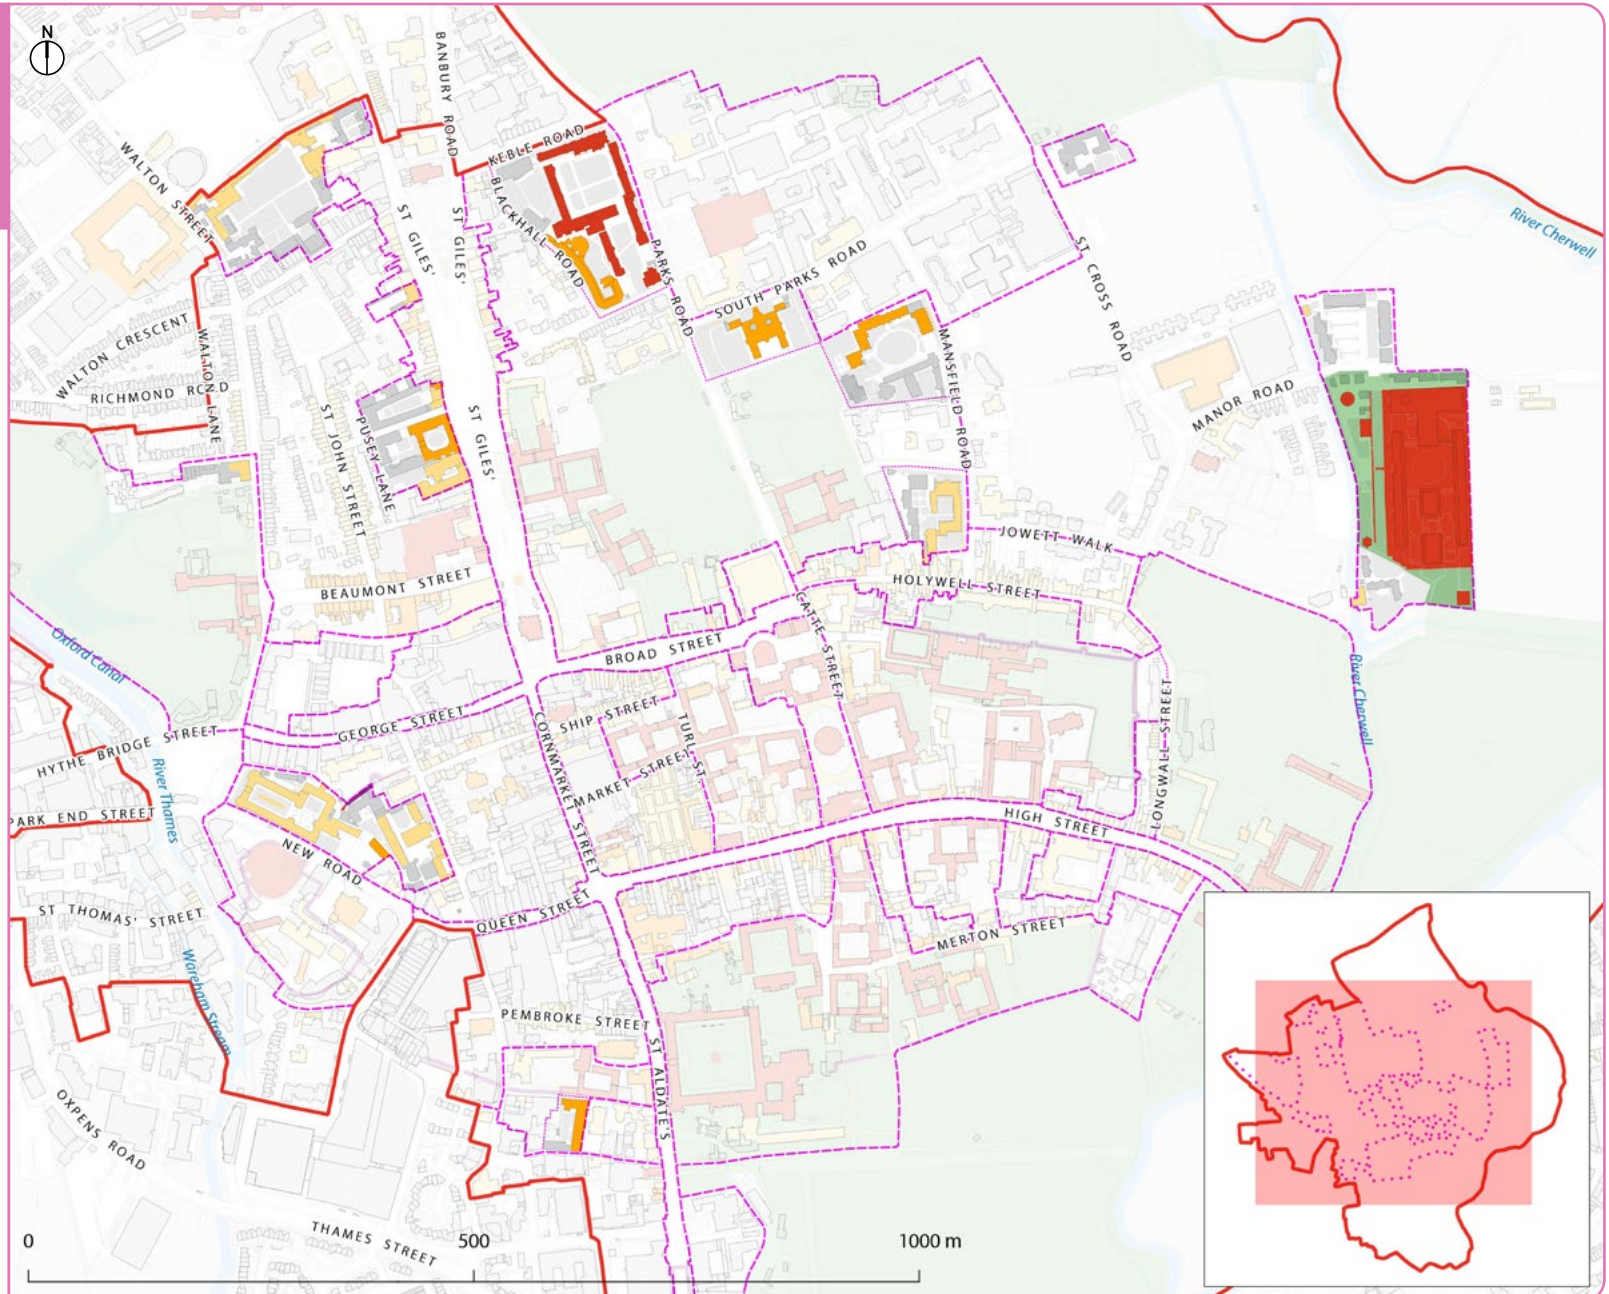 N
BANBURY ROAD
KEBLE ROAD
WALTON STREET
BLACKHALL ROAD
ST GILES'
ST GILES'
PARKS ROAD
SOUTH PARKS ROAD
ST CROSS ROAD
River Cherwell
WALTON CRESCENT
WALTON LANE
RICHMOND ROAD
MANSFIELD ROAD
MANOR ROAD
ST JOHN STREET
PUSEY LANE
ST GILES'
JOWETT WALK
BEAUMONT STREET
HOLYWELL STREET
CATTE STREET
Oxford Canal
BROAD STREET
River Cherwell
SHIP STREET
GEORGE STREET
CORNMARKET STREET
TURL ST.
LONGWALL STREET
HYTHE BRIDGE STREET
River Thames
MARKET STREET
PARK END STREET
HIGH STREET
NEW ROAD
ST THOMAS' STREET
QUEEN STREET
MERTON STREET
Wareham Stream
PEMBROKE STREET
ST ALDATE'S
OXPENS ROAD
THAMES STREET
0 500 1000 m